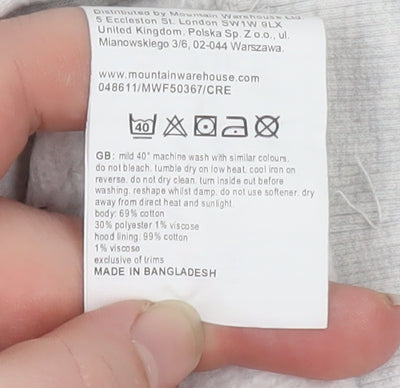 Distributed by Mountain Warehouse Ltd
5 Eccleston St. London SW1W 9LX
United Kingdom. Polska Sp. Z o.o., ul.
Mianowskiego 3/6, 02-044 Warszawa.
www.mountainwarehouse.com
048611/MWF50367/CRE
40
GB: mild 40° machine wash with similar colours.
do not bleach. tumble dry on low heat. cool iron on
reverse. do not dry clean. turn inside out before
washing. reshape whilst damp. do not use softener. dry
away from direct heat and sunlight.
body: 69% cotton
30% polyester 1% viscose
hood lining: 99% cotton
1% viscose
exclusive of trims
MADE IN BANGLADESH